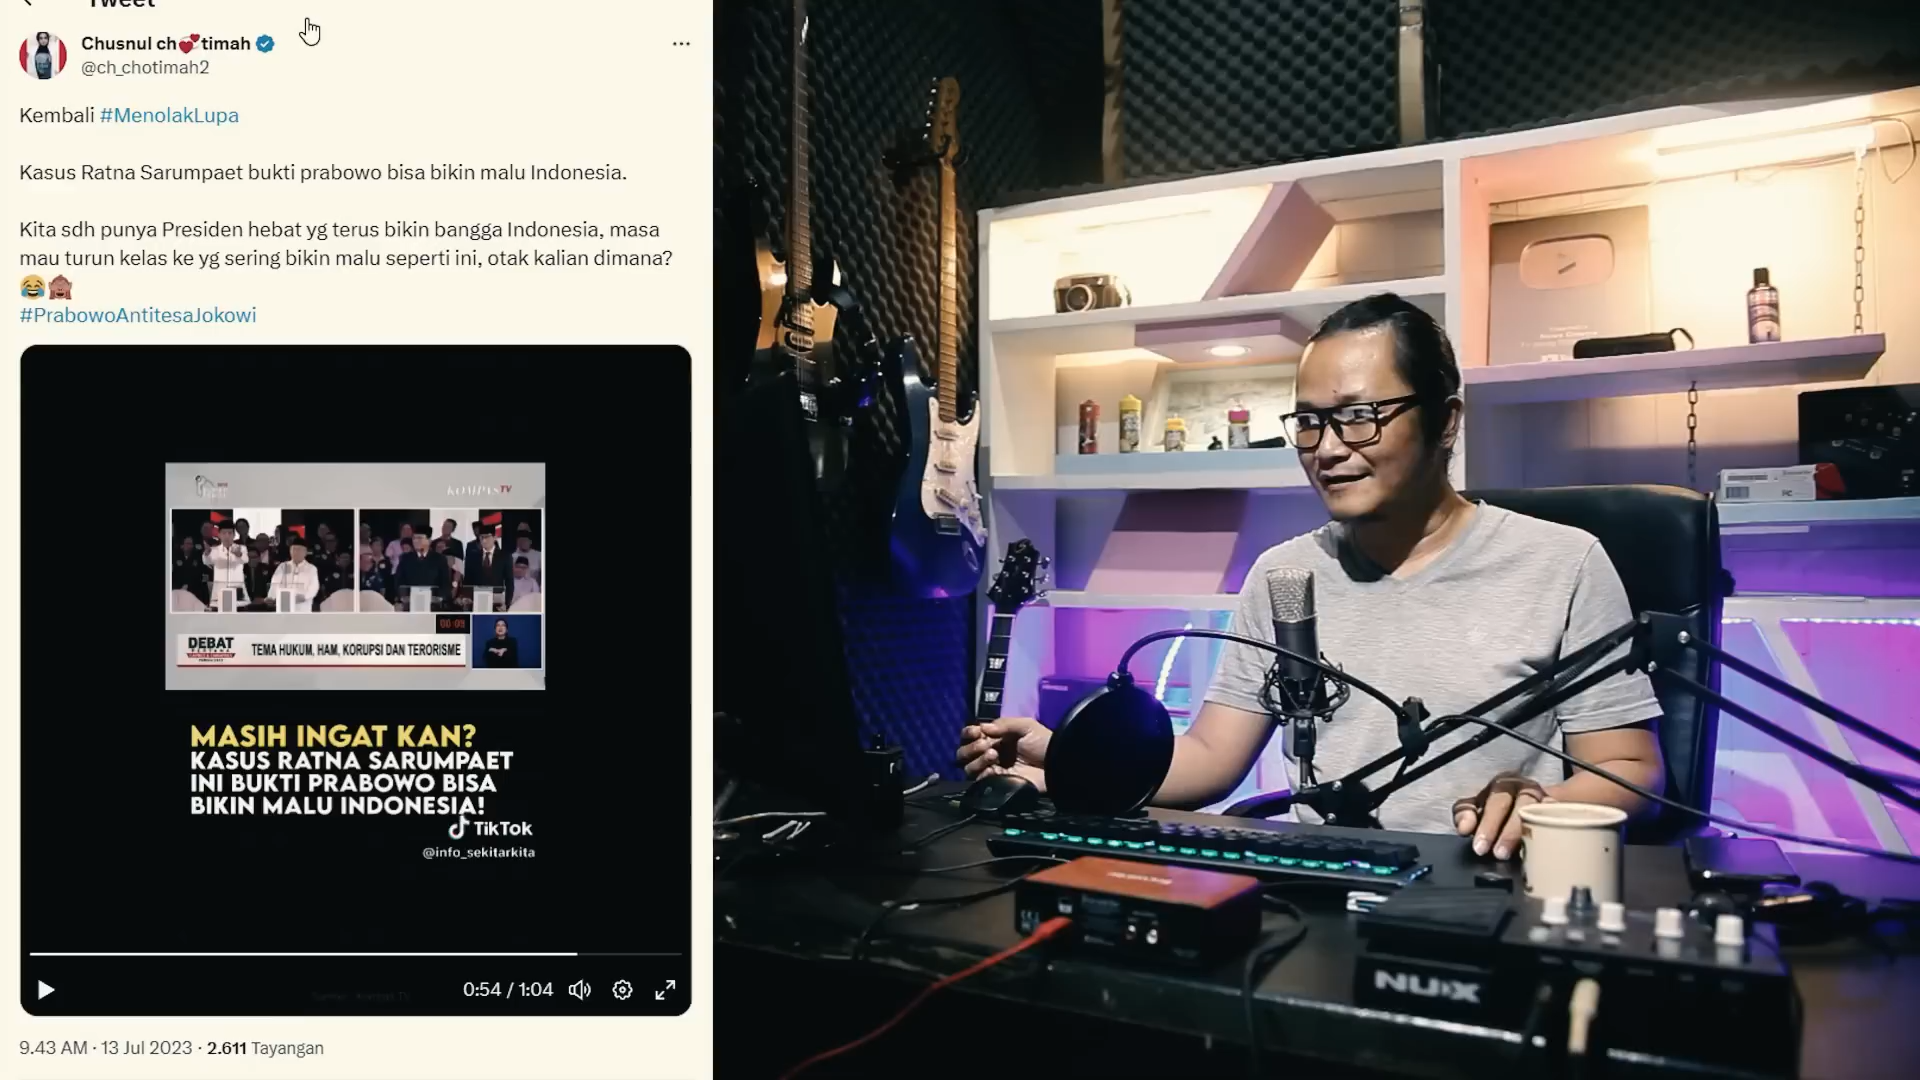 Tweet
Chusnul ch💕timah
@ch_chotimah2
Kembali #MenolakLupa
Kasus Ratna Sarumpaet bukti prabowo bisa bikin malu Indonesia.
Kita sdh punya Presiden hebat yg terus bikin bangga Indonesia, masa
mau turun kelas ke yg sering bikin malu seperti ini, otak kalian dimana?
😂🙈
#PrabowoAntitesaJokowi
KOMPASTV
00:09
DEBAT
TEMA HUKUM, HAM, KORUPSI DAN TERORISME
MASIH INGAT KAN?
KASUS RATNA SARUMPAET
INI BUKTI PRABOWO BISA
BIKIN MALU INDONESIA!
TikTok
@info_sekitarkita
0:54 / 1:04
9.43 AM · 13 Jul 2023 · 2.611 Tayangan
NUX